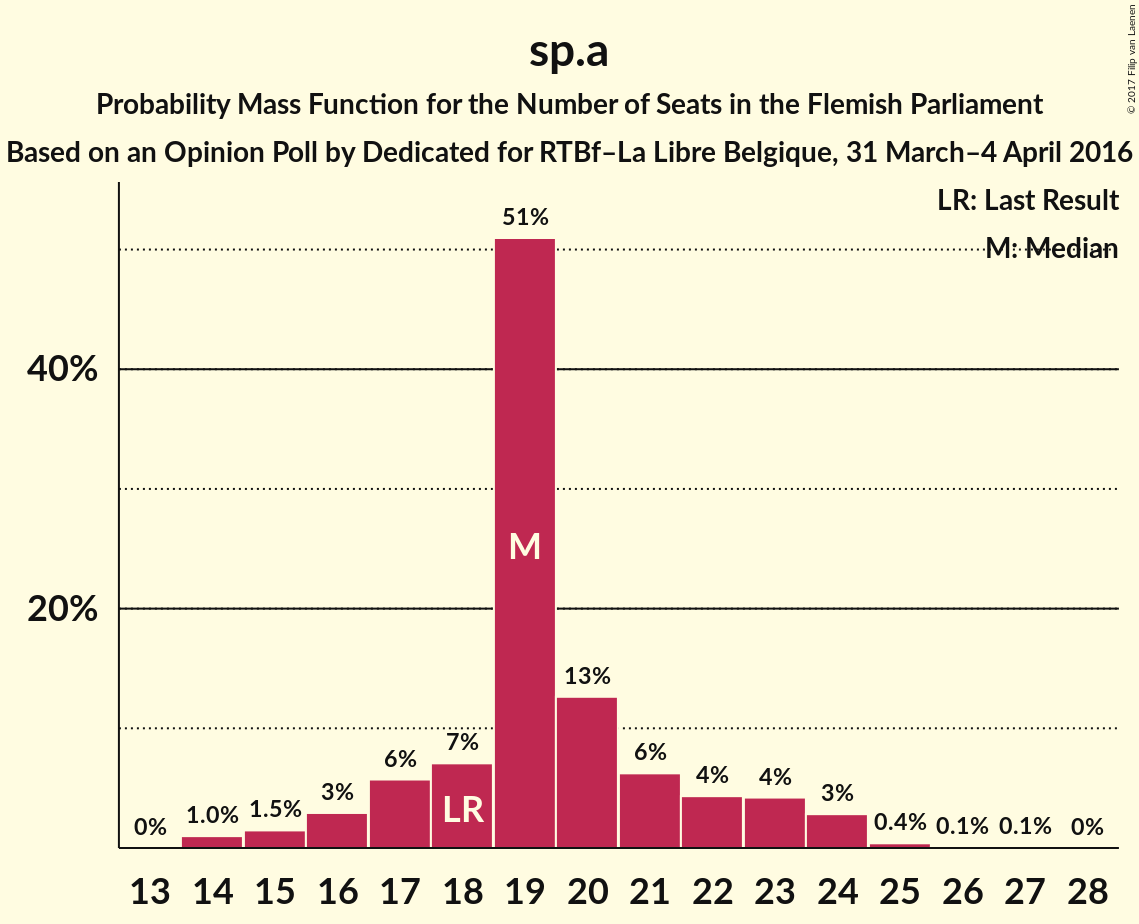 sp.a
Probability Mass Function for the Number of Seats in the Flemish Parliament
Based on an Opinion Poll by Dedicated for RTBf–La Libre Belgique, 31 March–4 April 2016
© 2017 Filip van Laenen
LR: Last Result
M: Median
40%
20%
0%
1.0%
1.5%
3%
6%
7%
51%
13%
6%
4%
4%
3%
0.4%
0.1%
0.1%
0%
LR
M
13 14 15 16 17 18 19 20 21 22 23 24 25 26 27 28